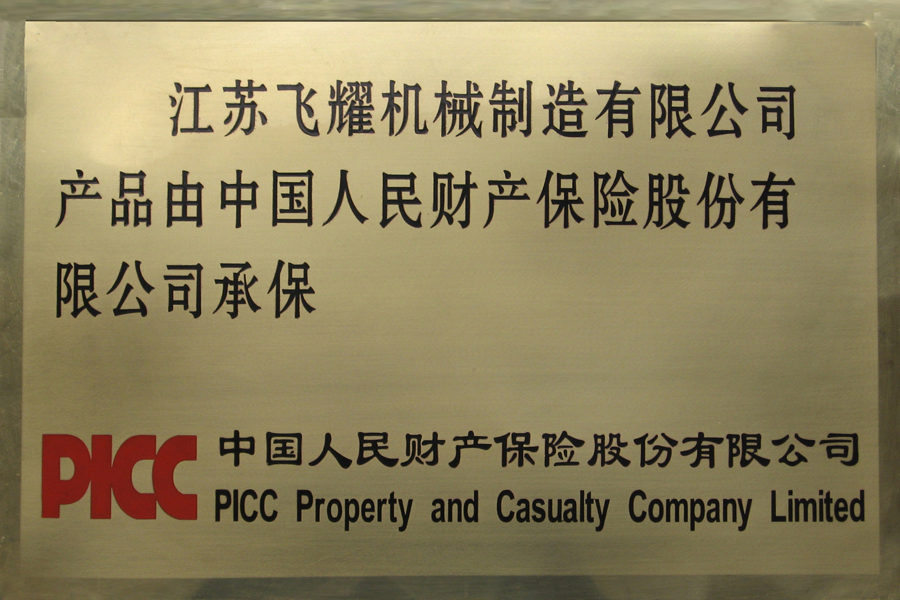 江苏飞耀机械制造有限公司
产品由中国人民财产保险股份有
限公司承保
PICC 中国人民财产保险股份有限公司
PICC Property and Casualty Company Limited